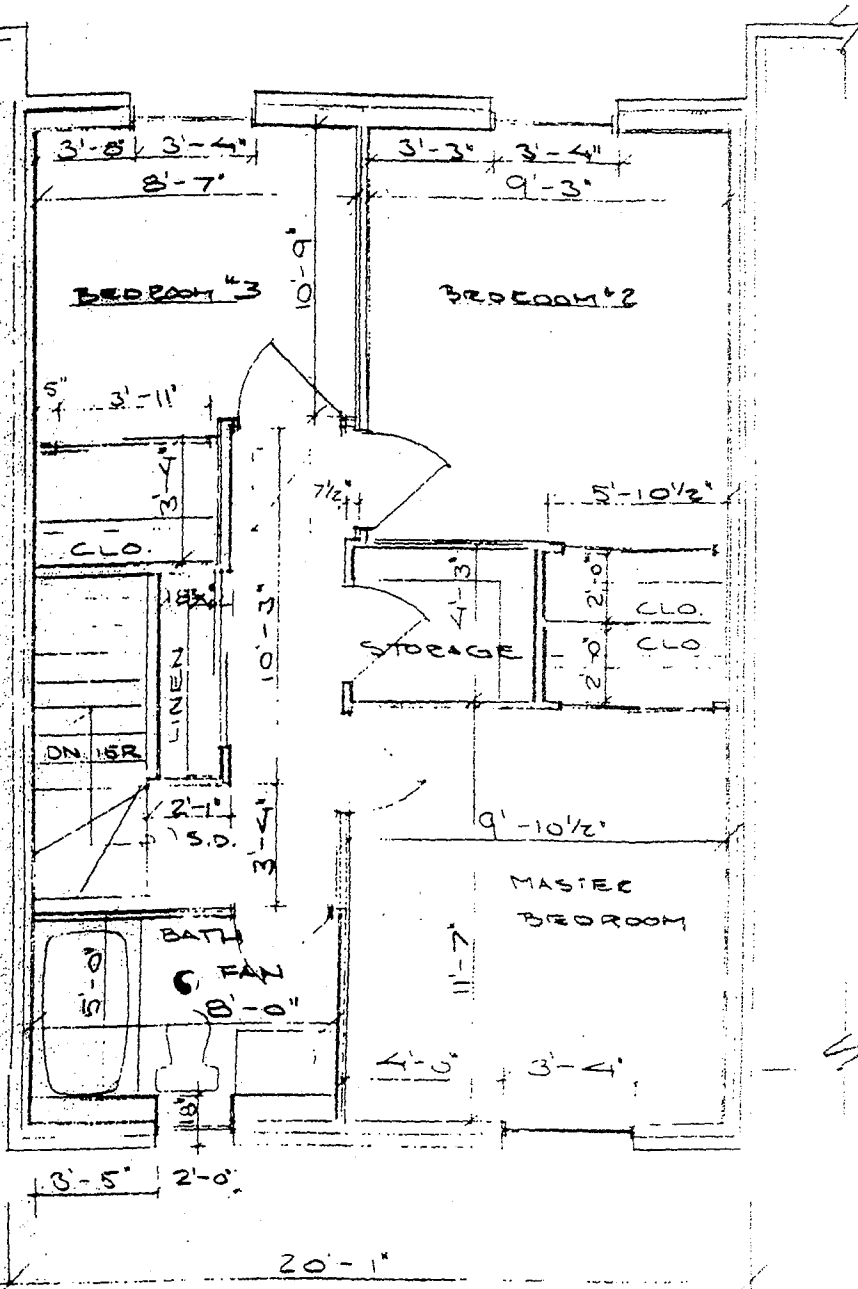 3'-8" 3'-4" 3'-3" 3'-4"
8'-7" 9'-3"
10'-9"
BEDROOM #3 BEDROOM #2
5" 3'-11"
3'-4"
7½" 5'-10½"
CLO.
4'-3" 2'-0" CLO.
10'-3"
STORAGE 2'-0" CLO
LINEN
DN 15R
2'-1"
S.D.
3'-4"
9'-10½"
MASTER
BEDROOM
BATH
FAN
5'-0" 11'-7"
8'-0"
3'-4"
18"
3'-5" 2'-0"
20'-1"